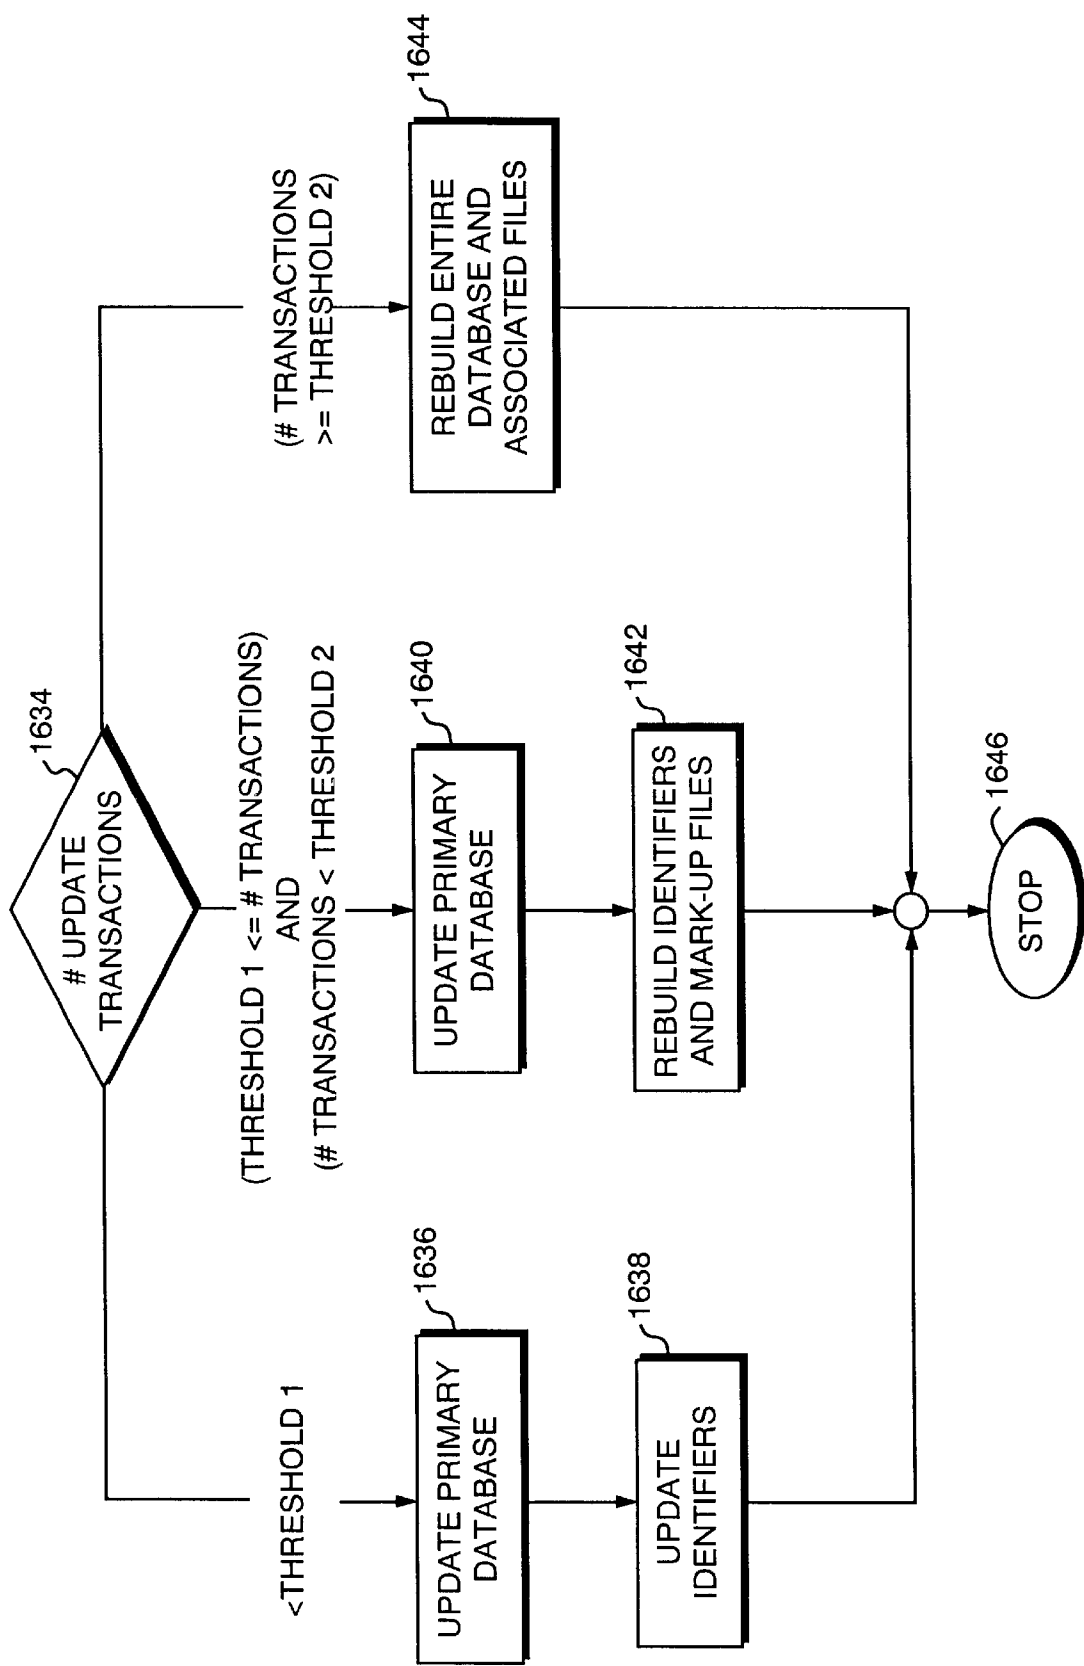 # UPDATE
TRANSACTIONS
1634
<THRESHOLD 1
(THRESHOLD 1 <= # TRANSACTIONS)
AND
(# TRANSACTIONS < THRESHOLD 2
(# TRANSACTIONS
>= THRESHOLD 2)
UPDATE PRIMARY
DATABASE
1636
UPDATE PRIMARY
DATABASE
1640
REBUILD ENTIRE
DATABASE AND
ASSOCIATED FILES
1644
UPDATE
IDENTIFIERS
1638
REBUILD IDENTIFIERS
AND MARK-UP FILES
1642
STOP
1646